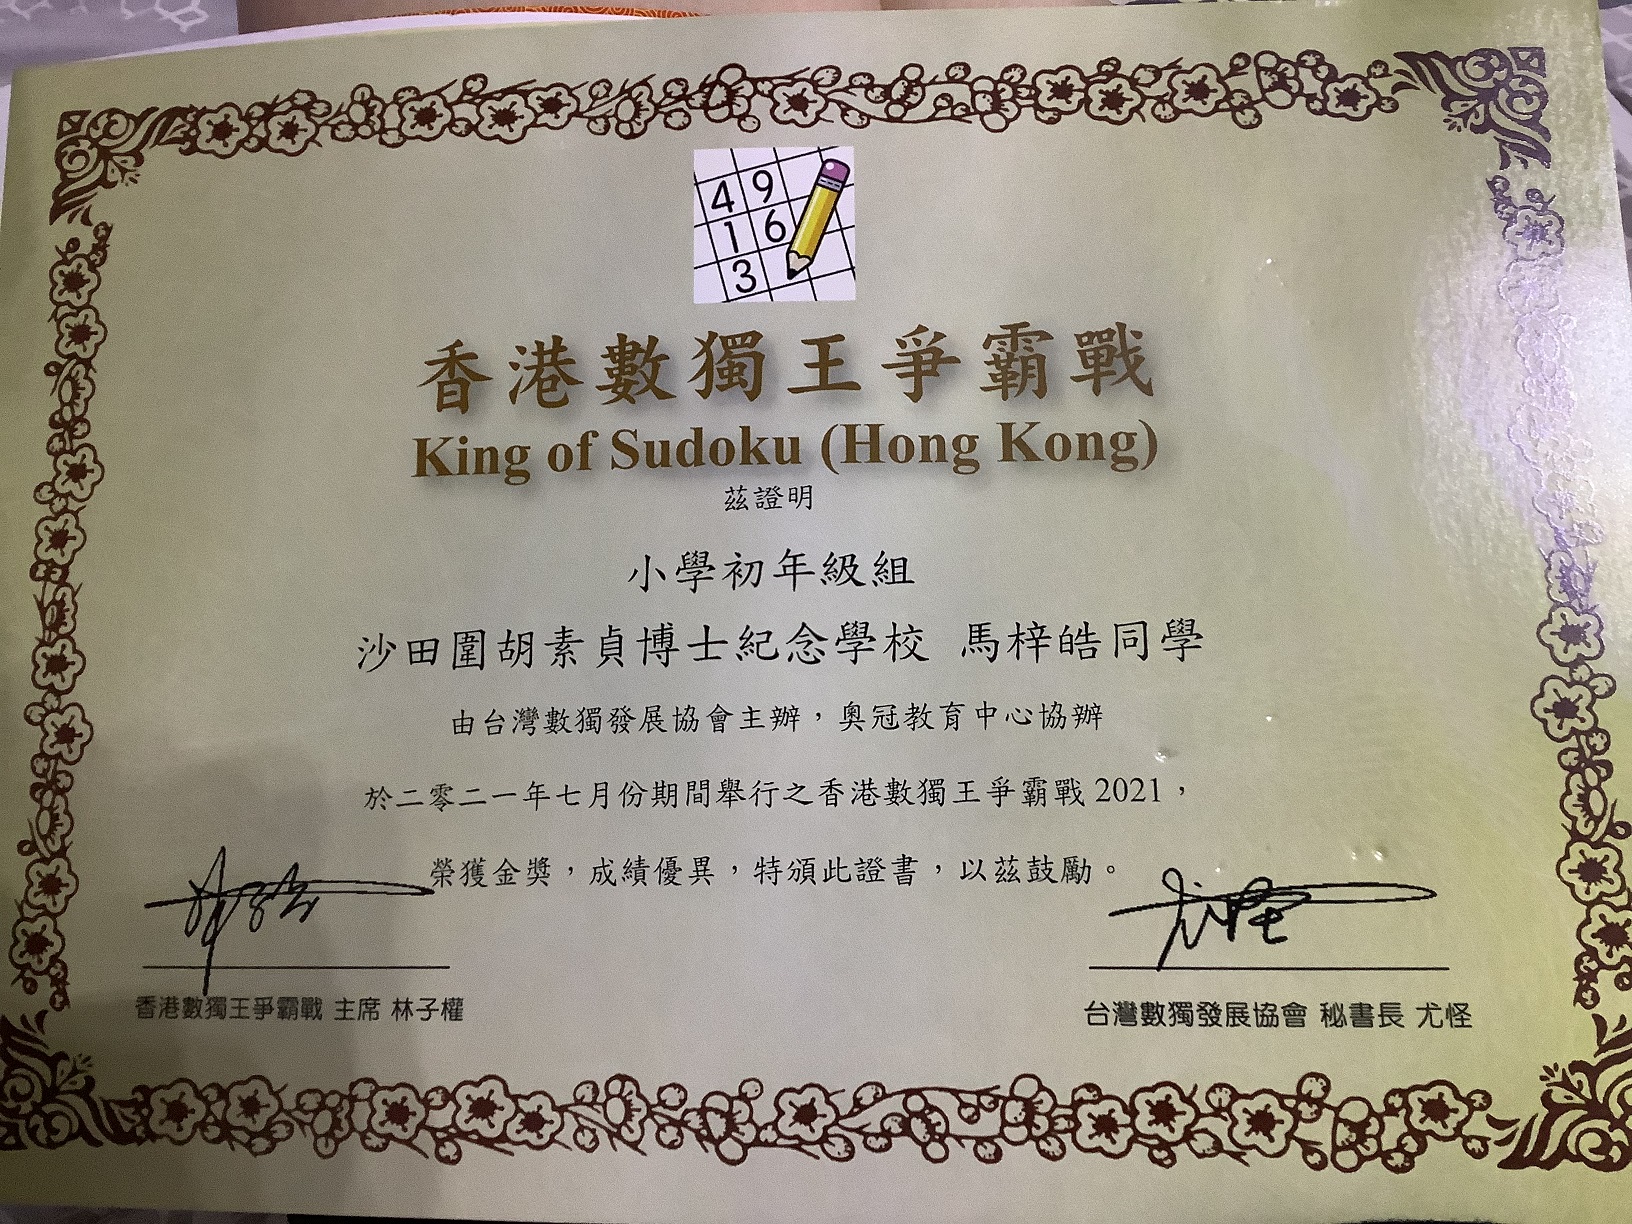 4 9
1 6
3
香港數獨王爭霸戰
King of Sudoku (Hong Kong)
茲證明
小學初年級組
沙田圍胡素貞博士紀念學校 馬梓皓同學
由台灣數獨發展協會主辦，奧冠教育中心協辦
於二零二一年七月份期間舉行之香港數獨王爭霸戰 2021，
榮獲金獎，成績優異，特頒此證書，以茲鼓勵。
香港數獨王爭霸戰 主席 林子權
台灣數獨發展協會 秘書長 尤怪